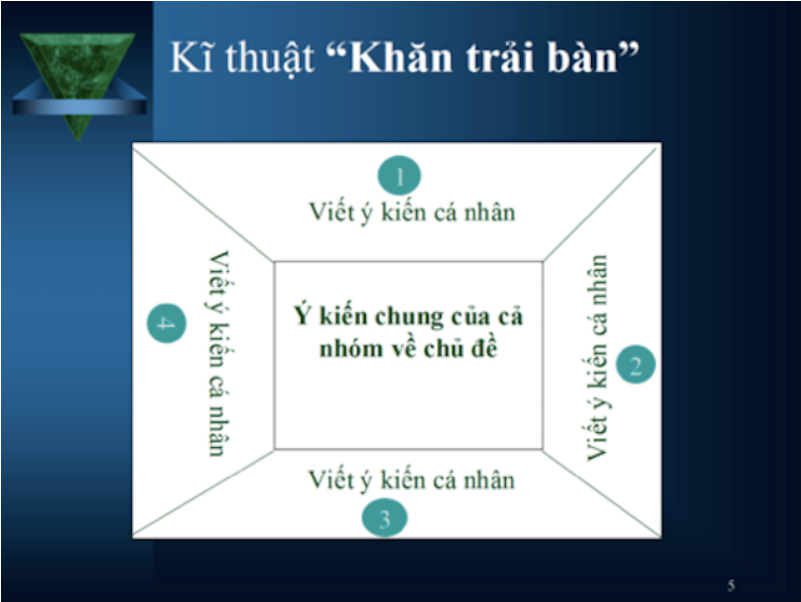 Kĩ thuật “Khăn trải bàn”
1
Viết ý kiến cá nhân
4
Viết ý kiến cá nhân
Ý kiến chung của cả
nhóm về chủ đề
Viết ý kiến cá nhân
2
Viết ý kiến cá nhân
3
5